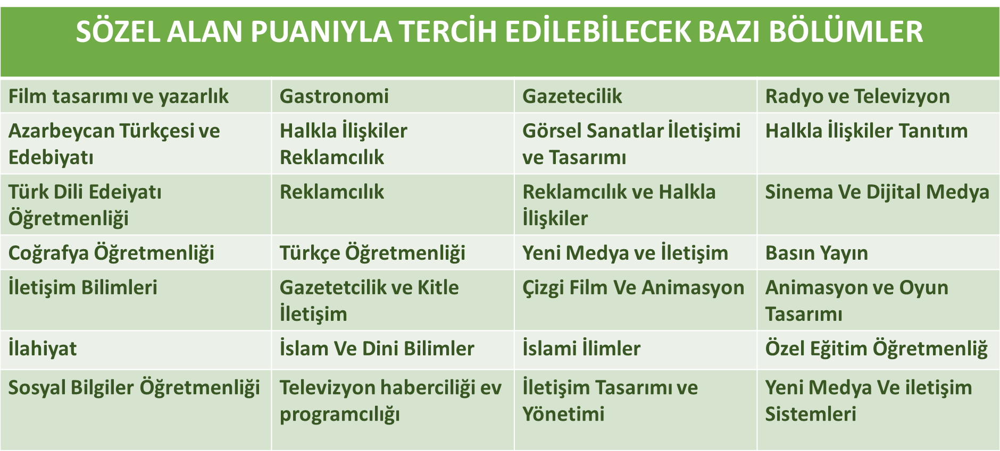 SÖZEL ALAN PUANIYLA TERCİH EDİLEBİLECEK BAZI BÖLÜMLER
Film tasarımı ve yazarlık
Gastronomi
Gazetecilik
Radyo ve Televizyon
Azarbeycan Türkçesi ve
Edebiyatı
Halkla İlişkiler
Reklamcılık
Görsel Sanatlar İletişimi
ve Tasarımı
Halkla İlişkiler Tanıtım
Türk Dili Edeiyatı
Öğretmenliği
Reklamcılık
Reklamcılık ve Halkla
İlişkiler
Sinema Ve Dijital Medya
Coğrafya Öğretmenliği
Türkçe Öğretmenliği
Yeni Medya ve İletişim
Basın Yayın
İletişim Bilimleri
Gazetetcilik ve Kitle
İletişim
Çizgi Film Ve Animasyon
Animasyon ve Oyun
Tasarımı
İlahiyat
İslam Ve Dini Bilimler
İslami İlimler
Özel Eğitim Öğretmenliğ
Sosyal Bilgiler Öğretmenliği
Televizyon haberciliği ev
programcılığı
İletişim Tasarımı ve
Yönetimi
Yeni Medya Ve iletişim
Sistemleri